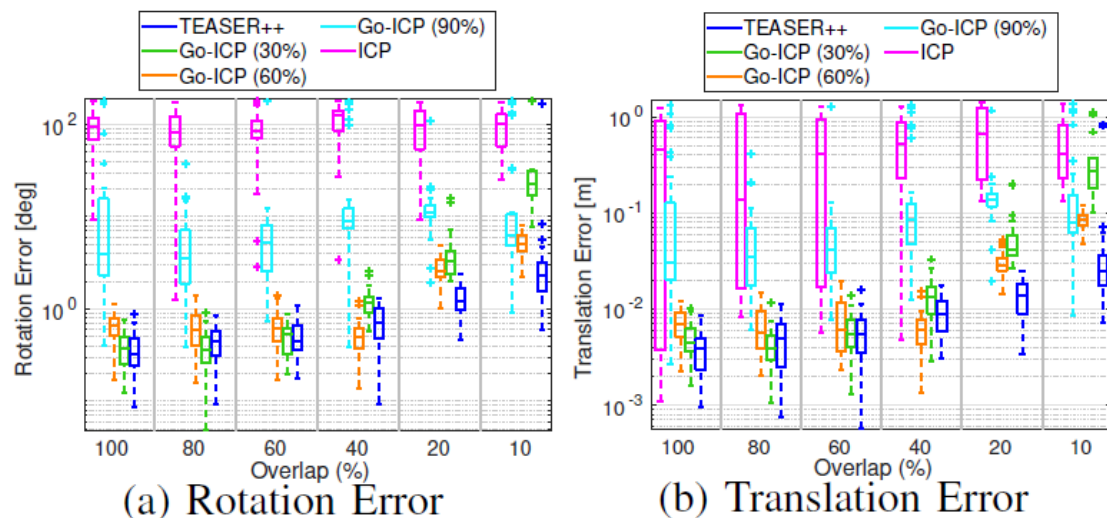 TEASER++ Go-ICP (90%)
Go-ICP (30%) ICP
Go-ICP (60%)
Rotation Error [deg]
10^2
10^0
100 80 60 40 20 10
Overlap (%)
(a) Rotation Error
TEASER++ Go-ICP (90%)
Go-ICP (30%) ICP
Go-ICP (60%)
Translation Error [m]
10^0
10^-1
10^-2
10^-3
100 80 60 40 20 10
Overlap (%)
(b) Translation Error